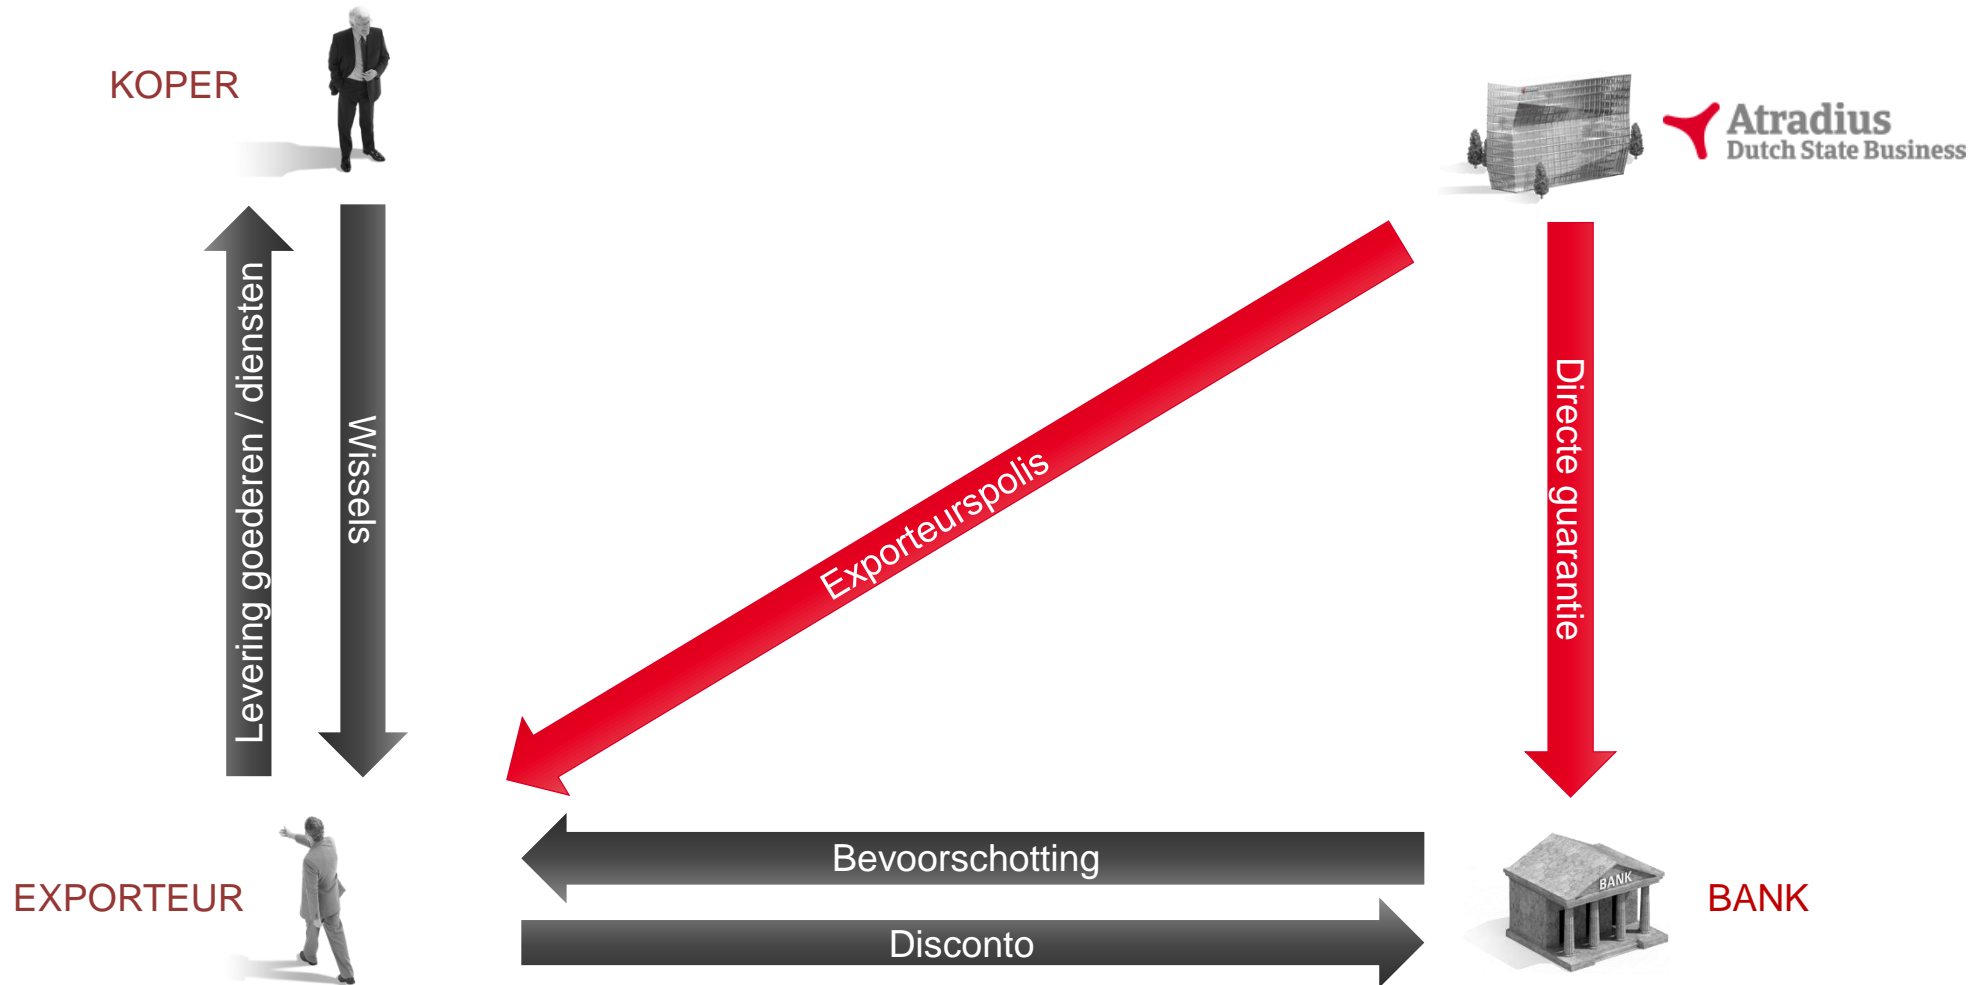 KOPER
Atradius
Dutch State Business
Levering goederen / diensten
Wissels
Exporteurspolis
Directe guarantie
Bevoorschotting
EXPORTEUR
BANK
BANK
Disconto